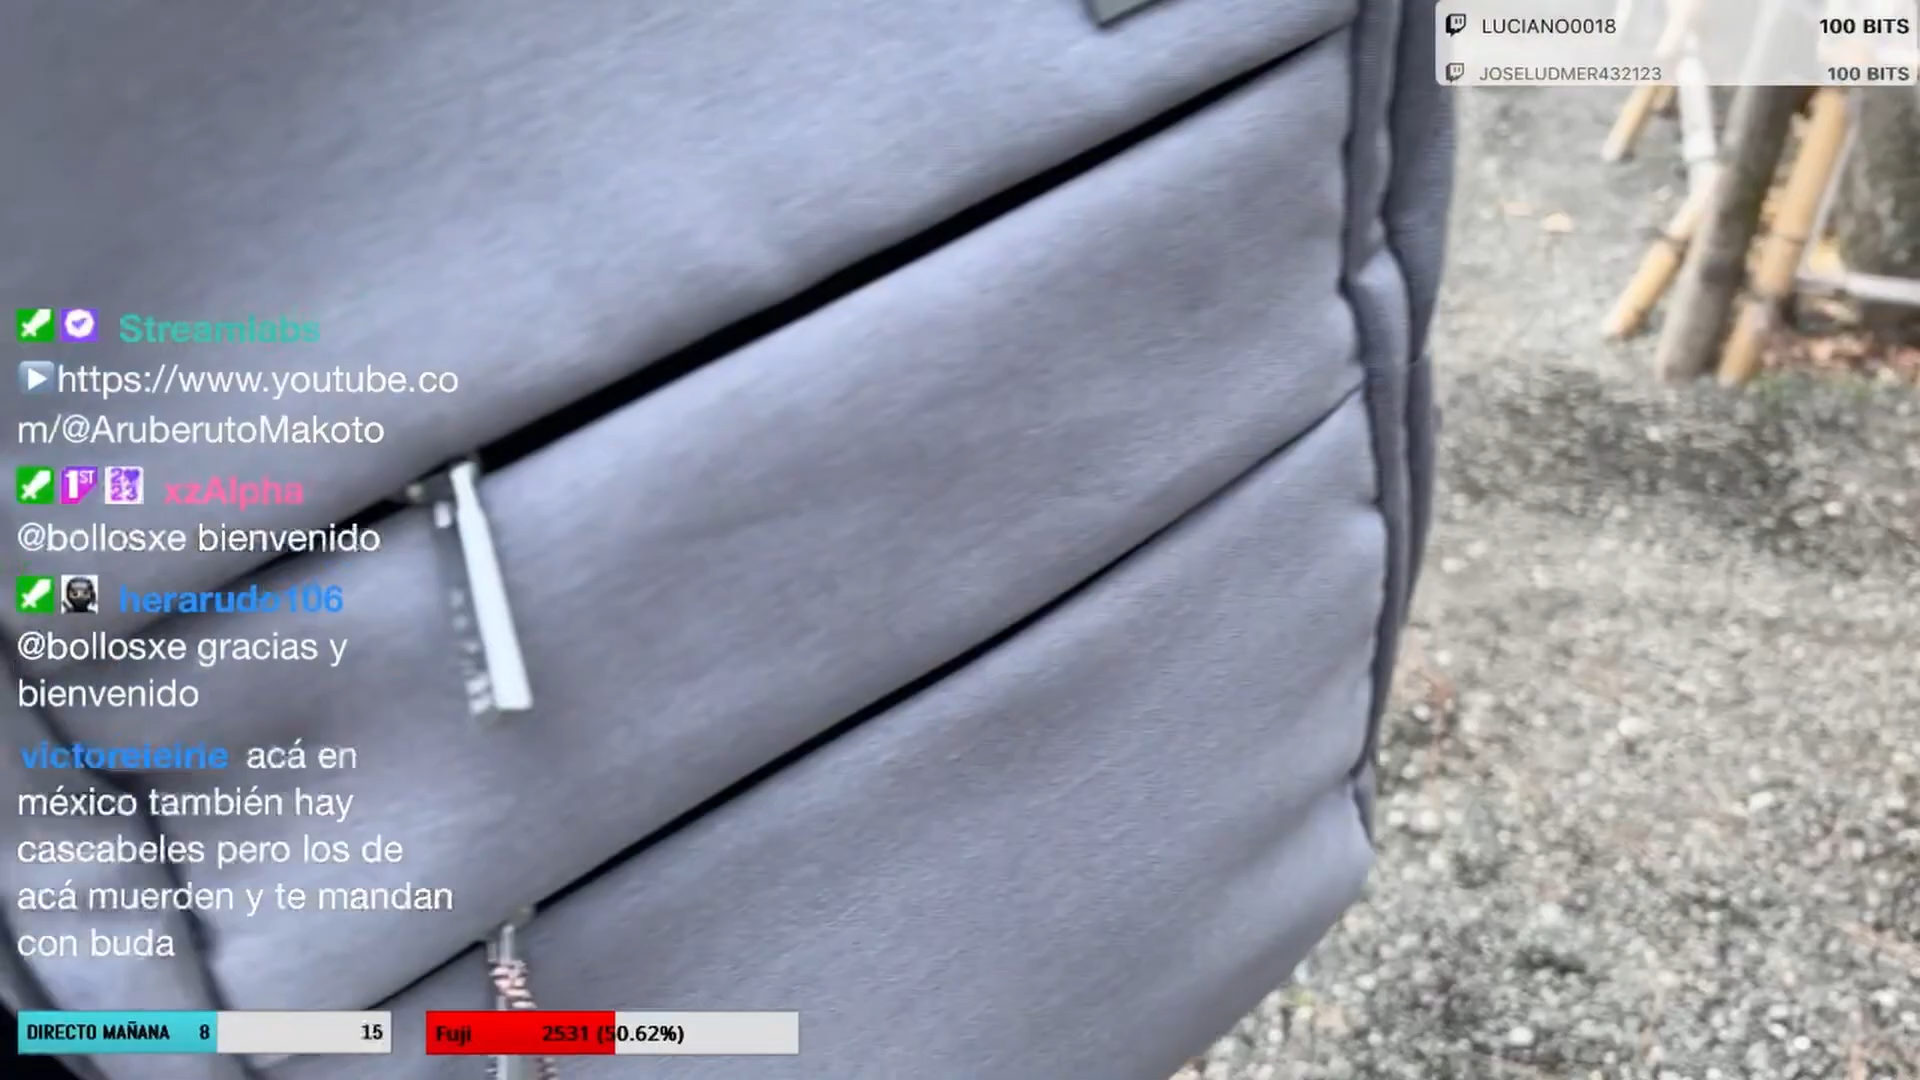 LUCIANO0018 100 BITS
JOSELUDMER432123 100 BITS
Streamlabs
https://www.youtube.co
m/@AruberutoMakoto
1ST 2023 xzAlpha
@bollosxe bienvenido
herarudo106
@bollosxe gracias y
bienvenido
victoreieirie acá en
méxico también hay
cascabeles pero los de
acá muerden y te mandan
con buda
DIRECTO MAÑANA 8 15
Fuji 2531 (50.62%)